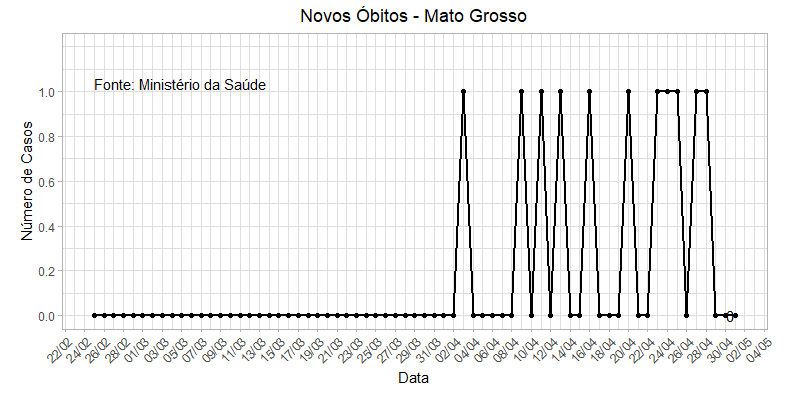 Novos Óbitos - Mato Grosso
Fonte: Ministério da Saúde
Número de Casos
1.0
0.8
0.6
0.4
0.2
0.0
0
22/02 24/02 26/02 28/02 01/03 03/03 05/03 07/03 09/03 11/03 13/03 15/03 17/03 19/03 21/03 23/03 25/03 27/03 29/03 31/03 02/04 04/04 06/04 08/04 10/04 12/04 14/04 16/04 18/04 20/04 22/04 24/04 26/04 28/04 30/04 02/05 04/05
Data